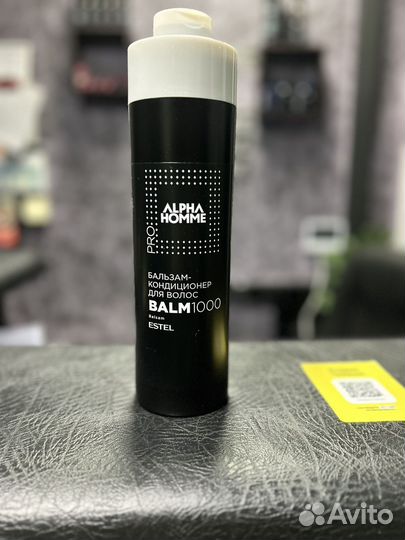 PRO
ALPHA
HOMME
БАЛЬЗАМ-
КОНДИЦИОНЕР
ДЛЯ ВОЛОС
BALM1000
Balsam
ESTEL
Avito